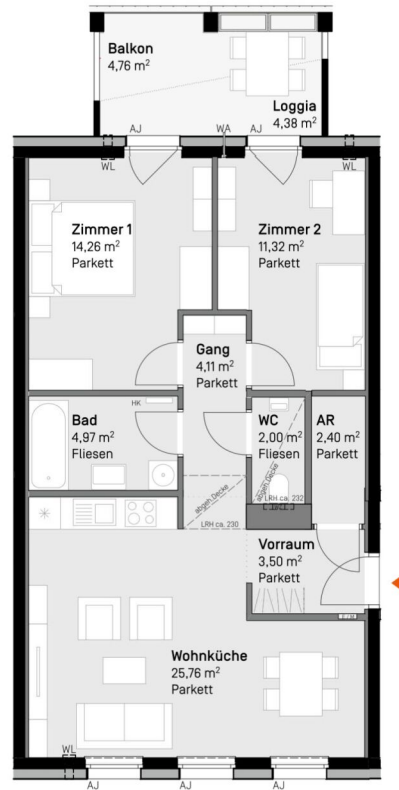 Balkon
4,76 m²
Loggia
4,38 m²
AJ
WA
AJ
WL
WL
Zimmer 1
14,26 m²
Parkett
Zimmer 2
11,32 m²
Parkett
Gang
4,11 m²
Parkett
HK
Bad
4,97 m²
Fliesen
WC
2,00 m²
Fliesen
AR
2,40 m²
Parkett
abgeh. Decke
LRH ca. 232
abgeh. Decke
LRH ca. 230
Vorraum
3,50 m²
Parkett
Wohnküche
25,76 m²
Parkett
WL
AJ
AJ
AJ